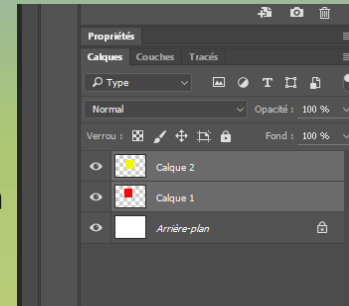 Propriétés
Calques Couches Tracés
Type
Normal Opacité : 100 %
Verrou : Fond : 100 %
Calque 2
Calque 1
Arrière-plan